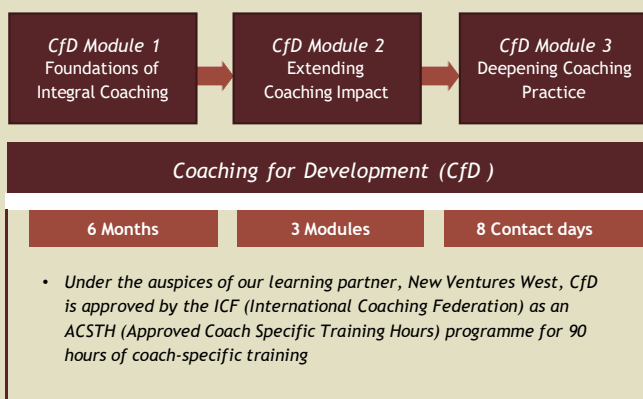 CfD Module 1
Foundations of
Integral Coaching
CfD Module 2
Extending
Coaching Impact
CfD Module 3
Deepening Coaching
Practice
Coaching for Development (CfD )
6 Months
3 Modules
8 Contact days
• Under the auspices of our learning partner, New Ventures West, CfD
is approved by the ICF (International Coaching Federation) as an
ACSTH (Approved Coach Specific Training Hours) programme for 90
hours of coach-specific training